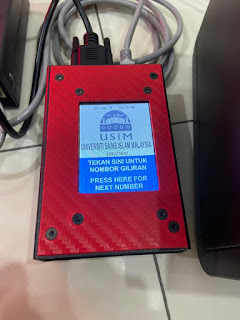 USIM
UNIVERSITI SAINS ISLAM MALAYSIA
TEKAN SINI UNTUK
NOMBOR GILIRAN
PRESS HERE FOR
NEXT NUMBER